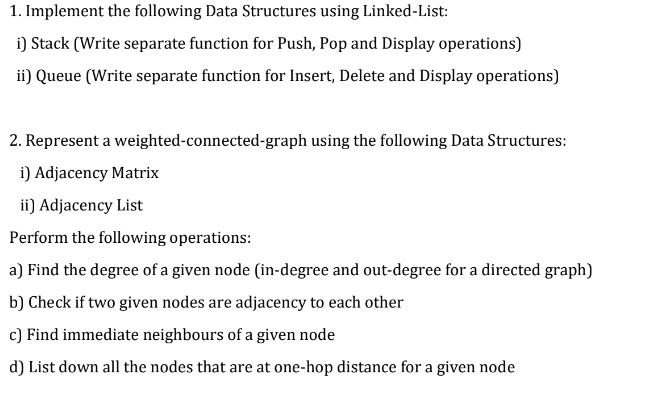 1. Implement the following Data Structures using Linked-List:
i) Stack (Write separate function for Push, Pop and Display operations)
ii) Queue (Write separate function for Insert, Delete and Display operations)
2. Represent a weighted-connected-graph using the following Data Structures:
i) Adjacency Matrix
ii) Adjacency List
Perform the following operations:
a) Find the degree of a given node (in-degree and out-degree for a directed graph)
b) Check if two given nodes are adjacency to each other
c) Find immediate neighbours of a given node
d) List down all the nodes that are at one-hop distance for a given node